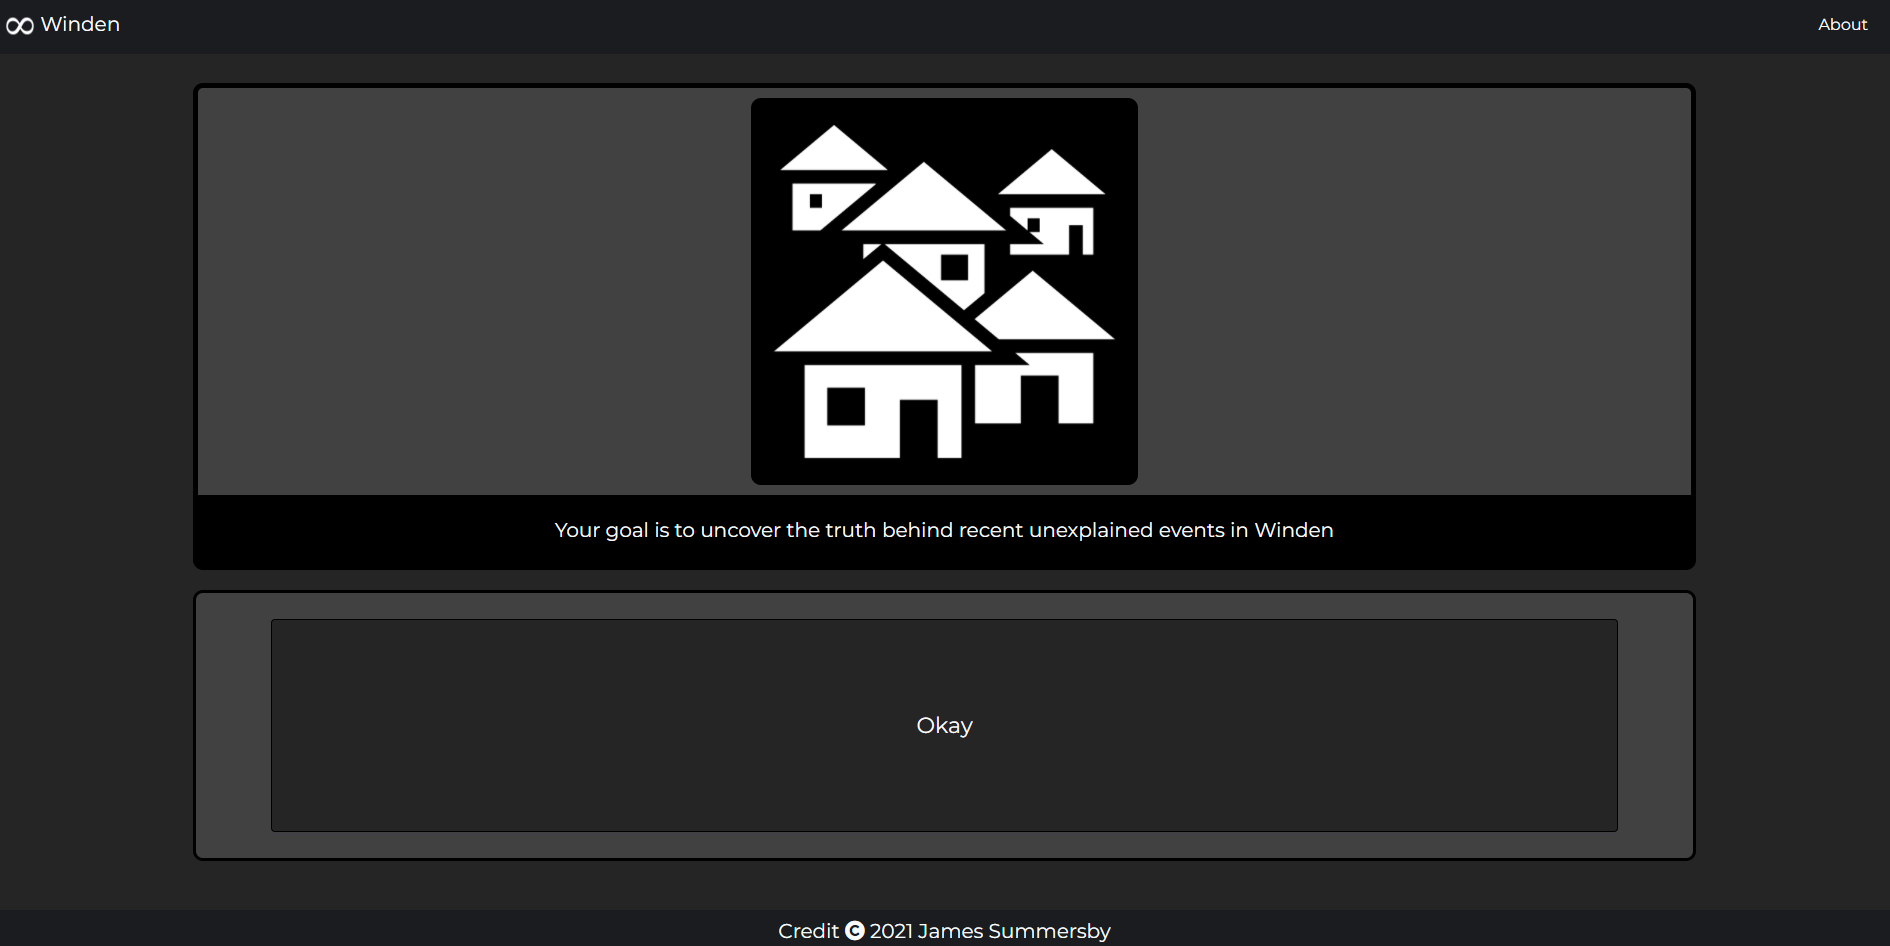 Winden
About
Your goal is to uncover the truth behind recent unexplained events in Winden
Okay
Credit © 2021 James Summersby